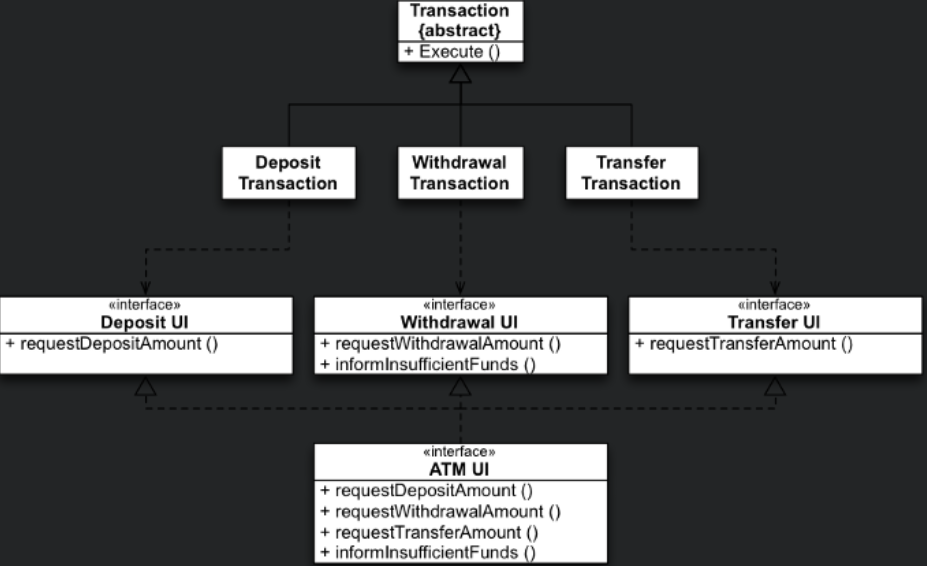 Transaction
{abstract}
+ Execute ()
Deposit
Transaction
Withdrawal
Transaction
Transfer
Transaction
«interface»
Deposit UI
+ requestDepositAmount ()
«interface»
Withdrawal UI
+ requestWithdrawalAmount ()
+ informInsufficientFunds ()
«interface»
Transfer UI
+ requestTransferAmount ()
«interface»
ATM UI
+ requestDepositAmount ()
+ requestWithdrawalAmount ()
+ requestTransferAmount ()
+ informInsufficientFunds ()